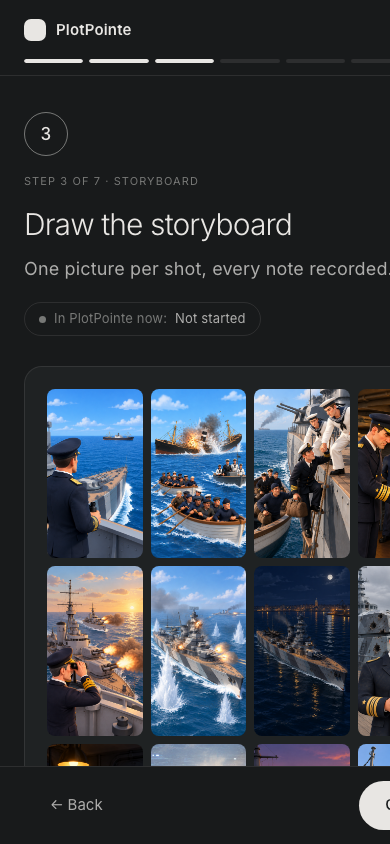 PlotPointe
3
STEP 3 OF 7 · STORYBOARD
Draw the storyboard
One picture per shot, every note recorded.
In PlotPointe now: Not started
← Back